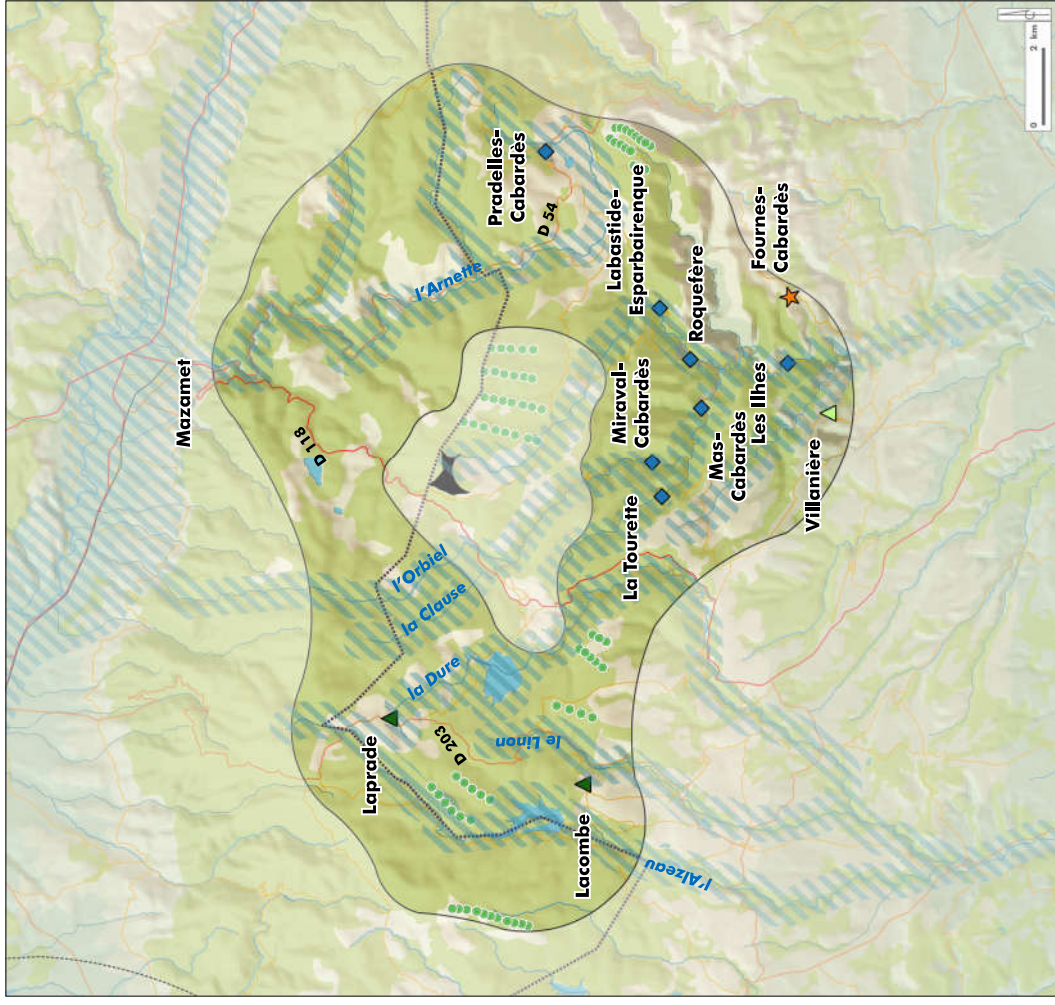 Mazamet
D 118
Laprade
l'Arnette
l'Orbiel
la Clause
la Dure
D 203
Pradelles-
Cabardès
D 54
le Linon
Lacombe
l'Alzeau
Labastide-
Esparbairenque
Miraval-
Cabardès
La Tourette
Roquefère
Mas-
Cabardès
Les Ilhes
Fournes-
Cabardès
Villanière
0 2 km